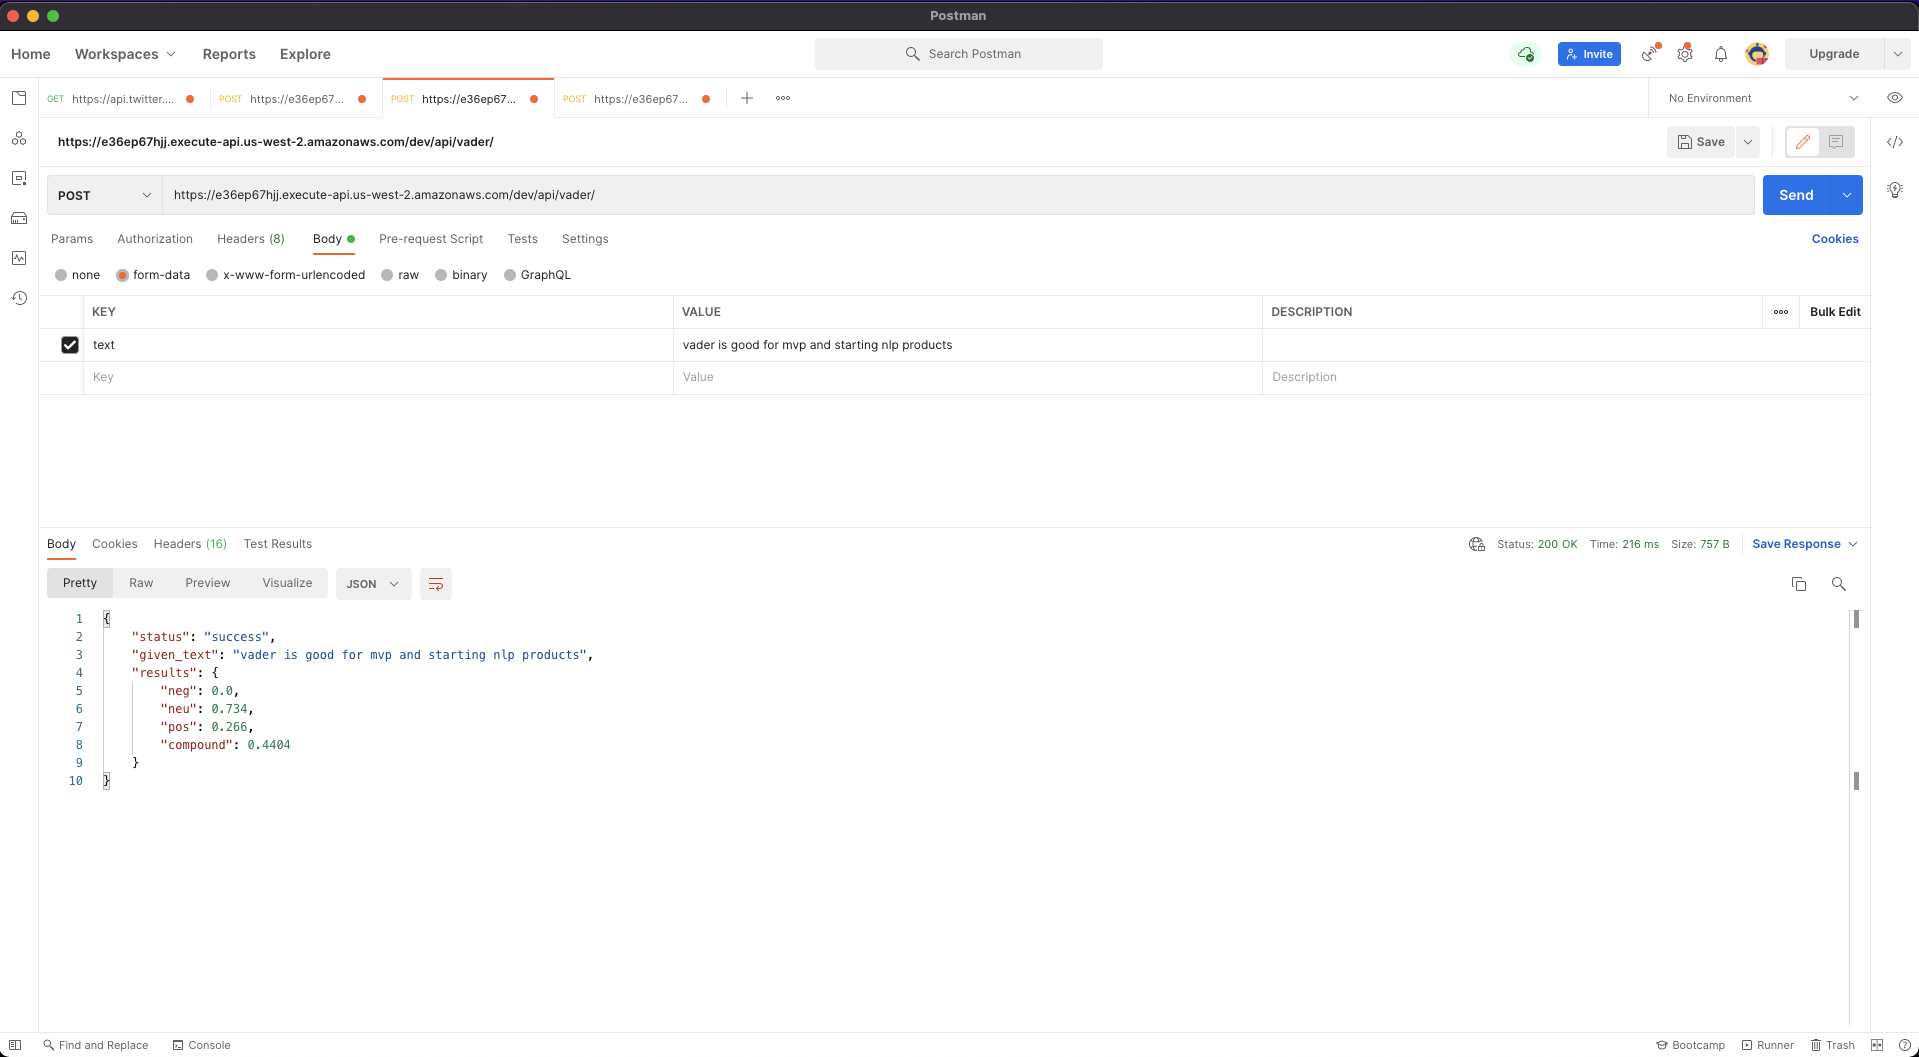 Postman
Home Workspaces Reports Explore Search Postman Invite Upgrade
GET https://api.twitter.... POST https://e36ep67... POST https://e36ep67... POST https://e36ep67... No Environment
https://e36ep67hjj.execute-api.us-west-2.amazonaws.com/dev/api/vader/ Save
POST https://e36ep67hjj.execute-api.us-west-2.amazonaws.com/dev/api/vader/ Send
Params Authorization Headers (8) Body Pre-request Script Tests Settings Cookies
none form-data x-www-form-urlencoded raw binary GraphQL
KEY VALUE DESCRIPTION Bulk Edit
text vader is good for mvp and starting nlp products
Key Value Description
Body Cookies Headers (16) Test Results Status: 200 OK Time: 216 ms Size: 757 B Save Response
Pretty Raw Preview Visualize JSON
1 {
2 "status": "success",
3 "given_text": "vader is good for mvp and starting nlp products",
4 "results": {
5 "neg": 0.0,
6 "neu": 0.734,
7 "pos": 0.266,
8 "compound": 0.4404
9 }
10 }
Find and Replace Console Bootcamp Runner Trash